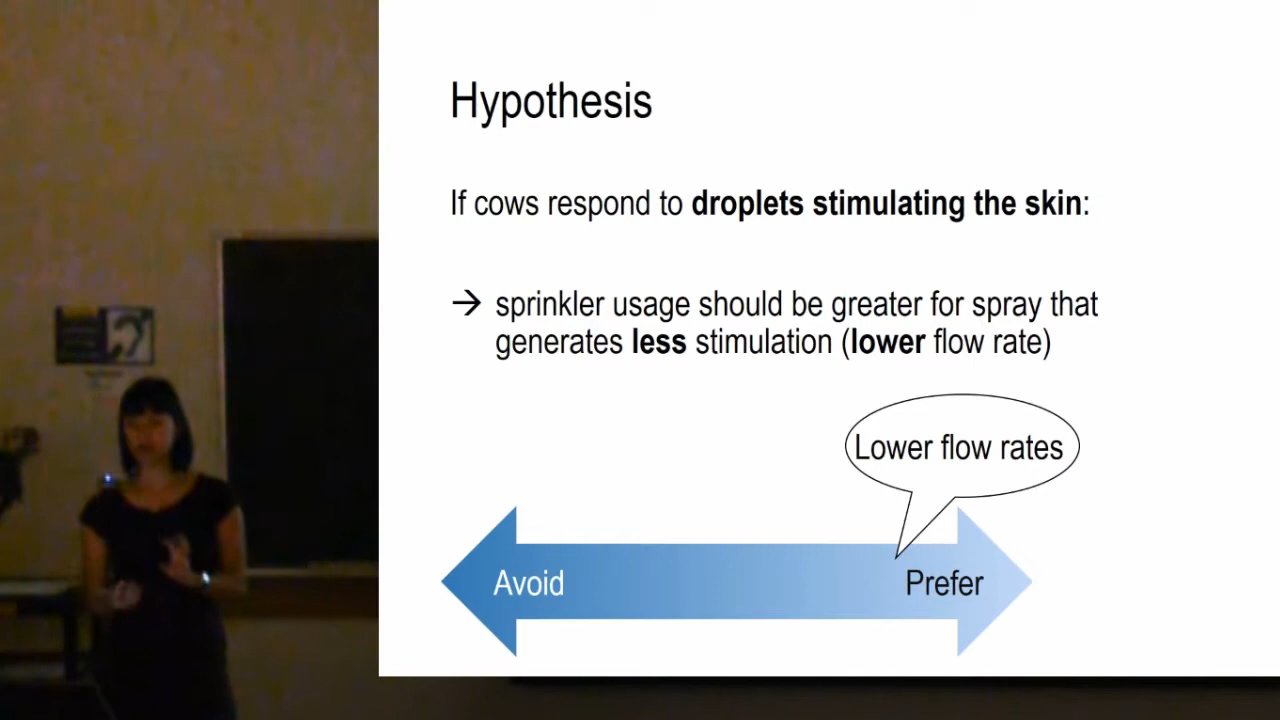 Hypothesis
If cows respond to droplets stimulating the skin:
→ sprinkler usage should be greater for spray that
generates less stimulation (lower flow rate)
Lower flow rates
Avoid
Prefer